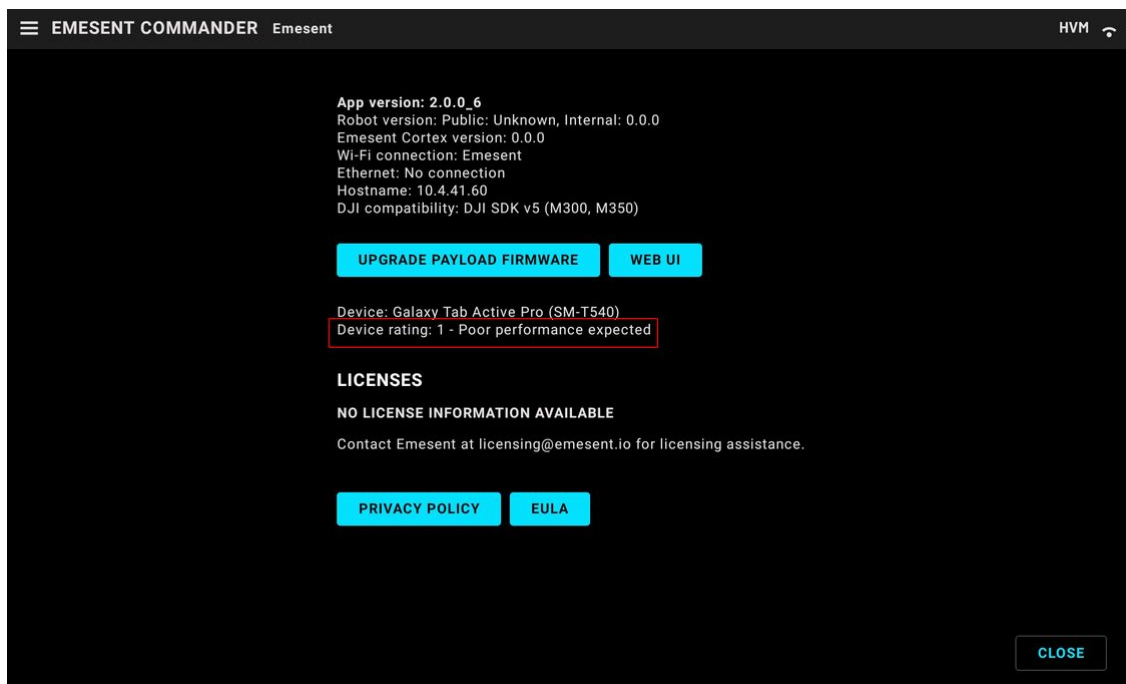 EMESENT COMMANDER Emesent HVM
App version: 2.0.0_6
Robot version: Public: Unknown, Internal: 0.0.0
Emesent Cortex version: 0.0.0
Wi-Fi connection: Emesent
Ethernet: No connection
Hostname: 10.4.41.60
DJI compatibility: DJI SDK v5 (M300, M350)
UPGRADE PAYLOAD FIRMWARE WEB UI
Device: Galaxy Tab Active Pro (SM-T540)
Device rating: 1 - Poor performance expected
LICENSES
NO LICENSE INFORMATION AVAILABLE
Contact Emesent at licensing@emesent.io for licensing assistance.
PRIVACY POLICY EULA
CLOSE